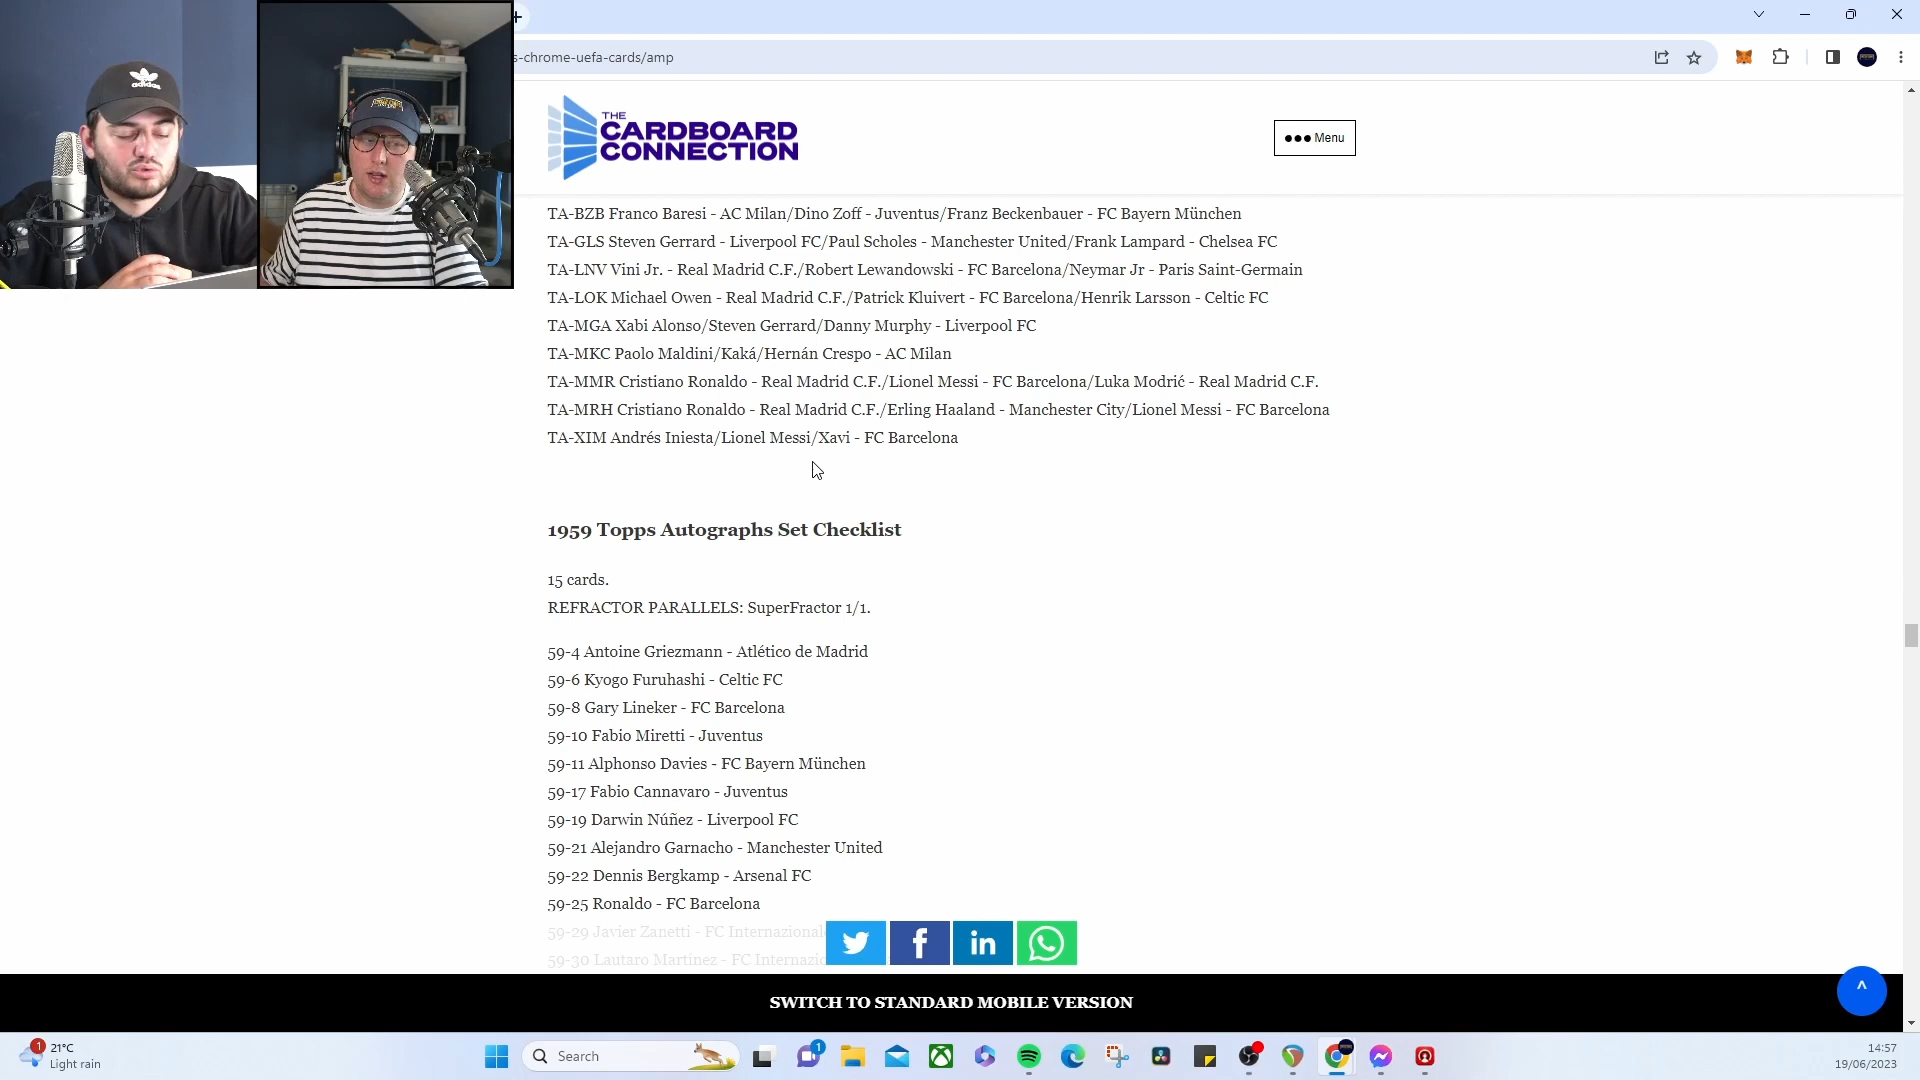 s-chrome-uefa-cards/amp
adidas
THE
CARDBOARD
CONNECTION
Menu
TA-BZB Franco Baresi - AC Milan/Dino Zoff - Juventus/Franz Beckenbauer - FC Bayern München
TA-GLS Steven Gerrard - Liverpool FC/Paul Scholes - Manchester United/Frank Lampard - Chelsea FC
TA-LNV Vini Jr. - Real Madrid C.F./Robert Lewandowski - FC Barcelona/Neymar Jr - Paris Saint-Germain
TA-LOK Michael Owen - Real Madrid C.F./Patrick Kluivert - FC Barcelona/Henrik Larsson - Celtic FC
TA-MGA Xabi Alonso/Steven Gerrard/Danny Murphy - Liverpool FC
TA-MKC Paolo Maldini/Kaká/Hernán Crespo - AC Milan
TA-MMR Cristiano Ronaldo - Real Madrid C.F./Lionel Messi - FC Barcelona/Luka Modrić - Real Madrid C.F.
TA-MRH Cristiano Ronaldo - Real Madrid C.F./Erling Haaland - Manchester City/Lionel Messi - FC Barcelona
TA-XIM Andrés Iniesta/Lionel Messi/Xavi - FC Barcelona
1959 Topps Autographs Set Checklist
15 cards.
REFRACTOR PARALLELS: SuperFractor 1/1.
59-4 Antoine Griezmann - Atlético de Madrid
59-6 Kyogo Furuhashi - Celtic FC
59-8 Gary Lineker - FC Barcelona
59-10 Fabio Miretti - Juventus
59-11 Alphonso Davies - FC Bayern München
59-17 Fabio Cannavaro - Juventus
59-19 Darwin Núñez - Liverpool FC
59-21 Alejandro Garnacho - Manchester United
59-22 Dennis Bergkamp - Arsenal FC
59-25 Ronaldo - FC Barcelona
59-29 Javier Zanetti - FC Internazionale
59-30 Lautaro Martínez - FC Internazio
SWITCH TO STANDARD MOBILE VERSION
1
21°C
Light rain
Search
1
14:57
19/06/2023